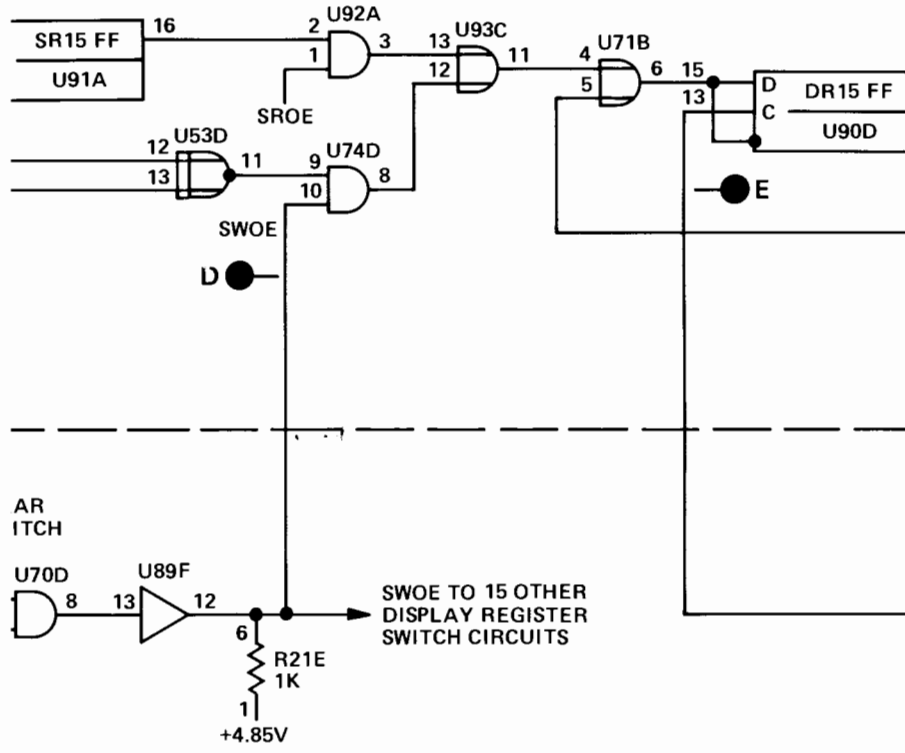 U92A
16
2
3
13
U93C
SR15 FF
1
12
11
4
U71B
6
15
U91A
5
13
D
DR15 FF
C
SROE
U90D
U53D
12
11
9
U74D
13
10
8
E
SWOE
D
AR
ITCH
U70D
U89F
8
13
12
SWOE TO 15 OTHER
DISPLAY REGISTER
SWITCH CIRCUITS
6
R21E
1K
1
+4.85V